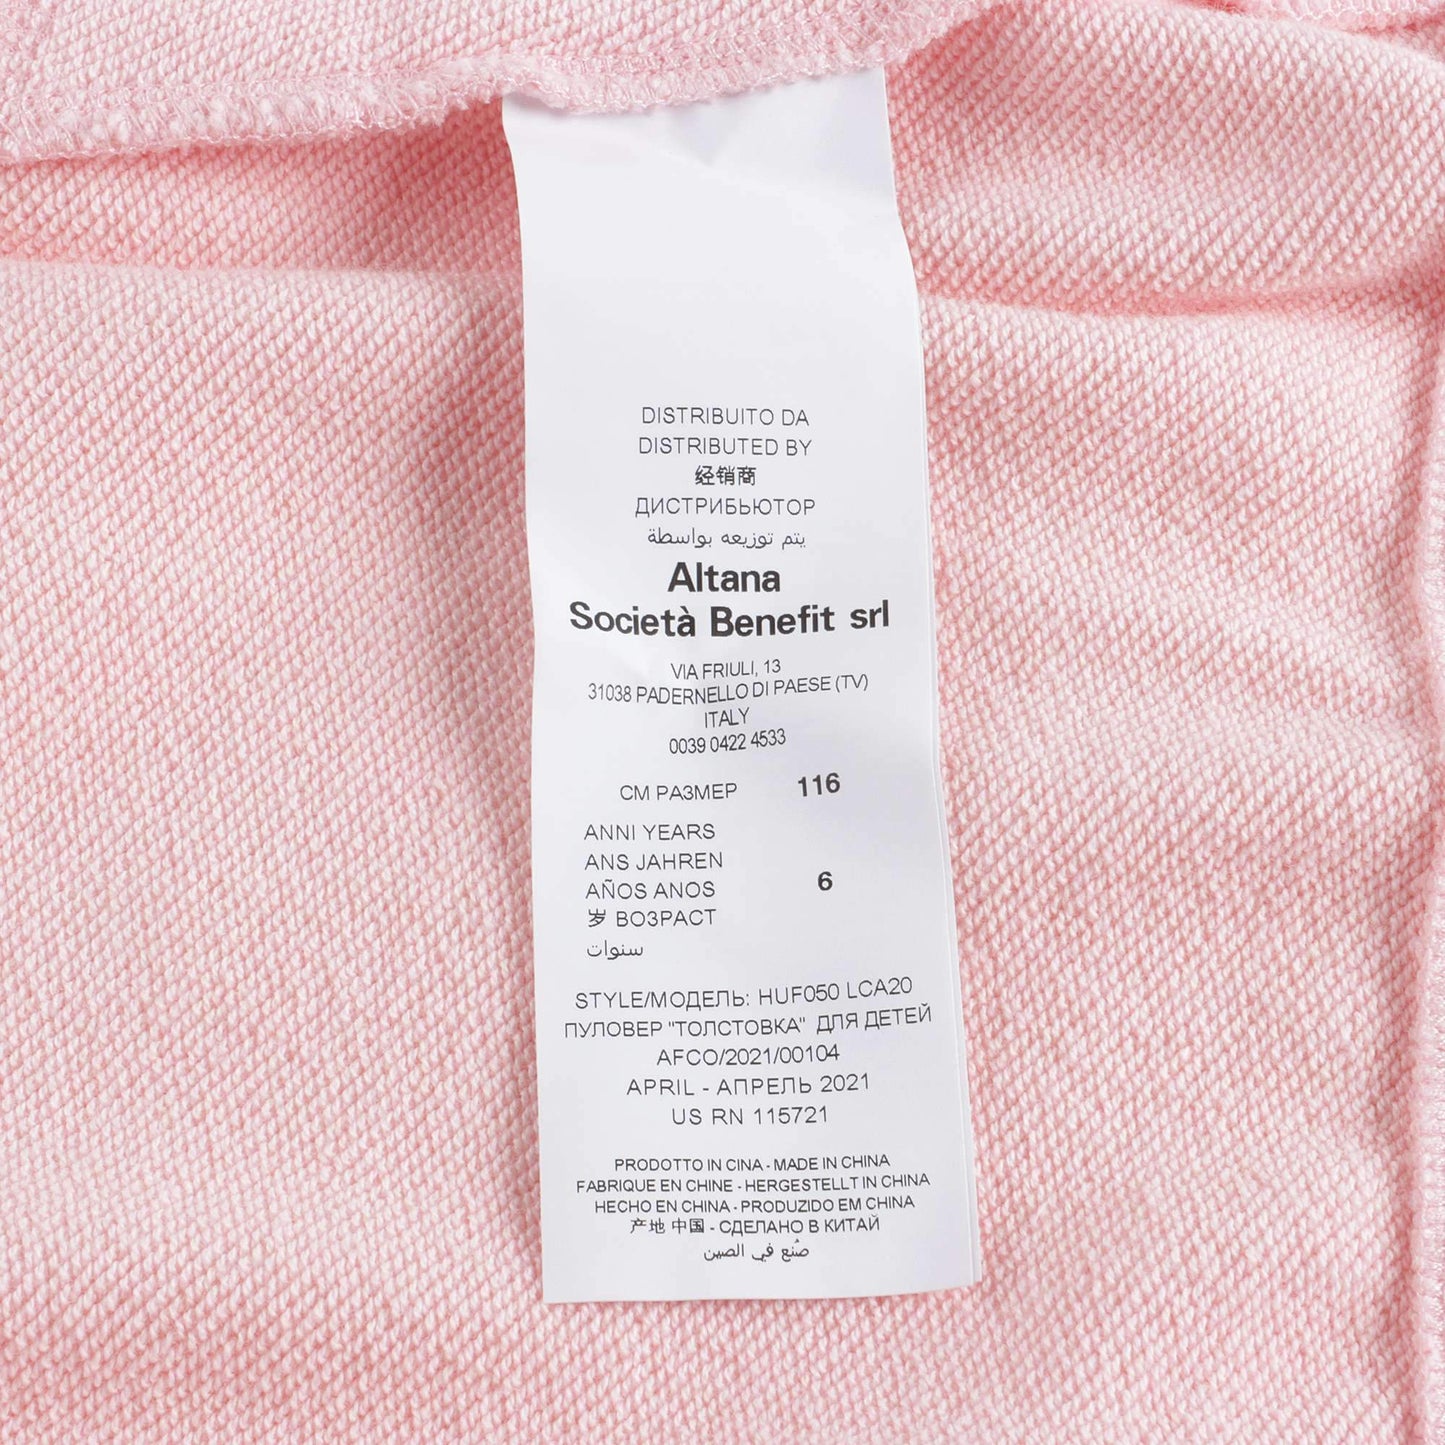 DISTRIBUITO DA
DISTRIBUTED BY
经销商
ДИСТРИБЬЮТОР
يتم توزيعه بواسطة
Altana
Società Benefit srl
VIA FRIULI, 13
31038 PADERNELLO DI PAESE (TV)
ITALY
0039 0422 4533
CM РАЗМЕР 116
ANNI YEARS
ANS JAHREN
AÑOS ANOS 6
岁 ВОЗРАСТ
سنوات
STYLE/МОДЕЛЬ: HUF050 LCA20
ПУЛОВЕР "ТОЛСТОВКА" ДЛЯ ДЕТЕЙ
AFCO/2021/00104
APRIL - АПРЕЛЬ 2021
US RN 115721
PRODOTTO IN CINA - MADE IN CHINA
FABRIQUE EN CHINE - HERGESTELLT IN CHINA
HECHO EN CHINA - PRODUZIDO EM CHINA
产地 中国 - СДЕЛАНО В КИТАЙ
صُنع في الصين